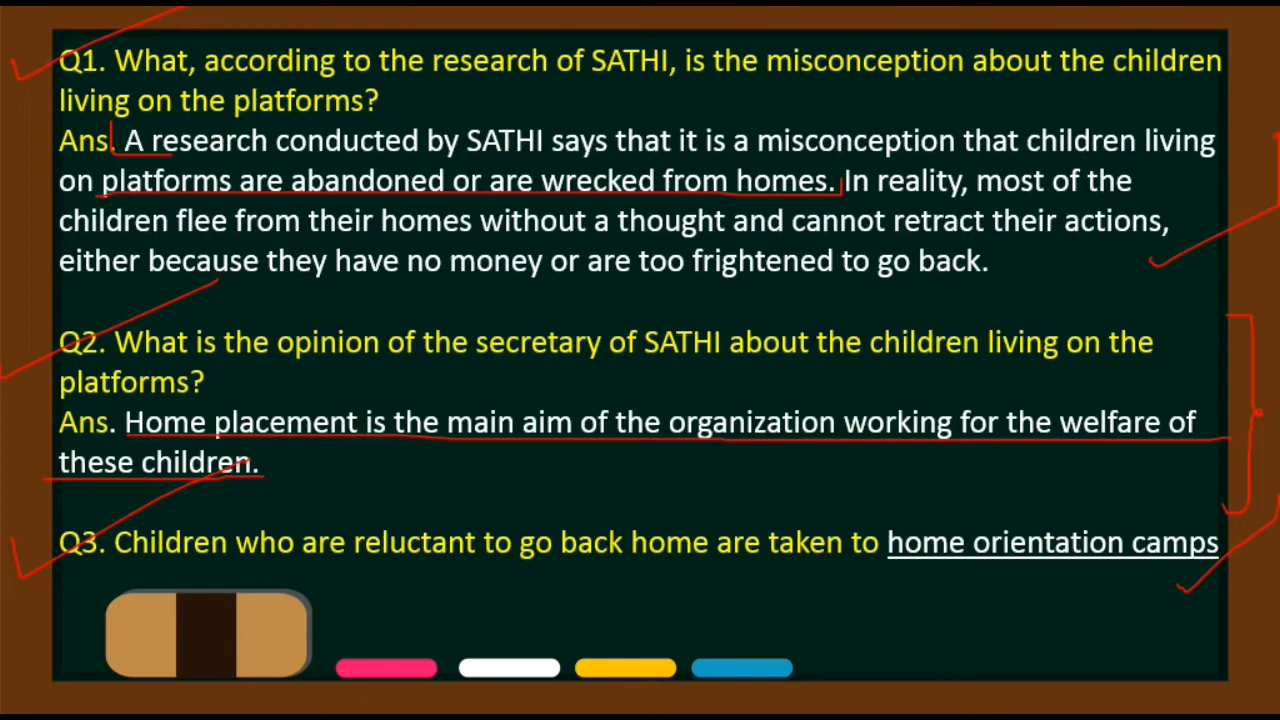 Q1. What, according to the research of SATHI, is the misconception about the children
living on the platforms?
Ans. A research conducted by SATHI says that it is a misconception that children living
on platforms are abandoned or are wrecked from homes. In reality, most of the
children flee from their homes without a thought and cannot retract their actions,
either because they have no money or are too frightened to go back.
Q2. What is the opinion of the secretary of SATHI about the children living on the
platforms?
Ans. Home placement is the main aim of the organization working for the welfare of
these children.
Q3. Children who are reluctant to go back home are taken to home orientation camps